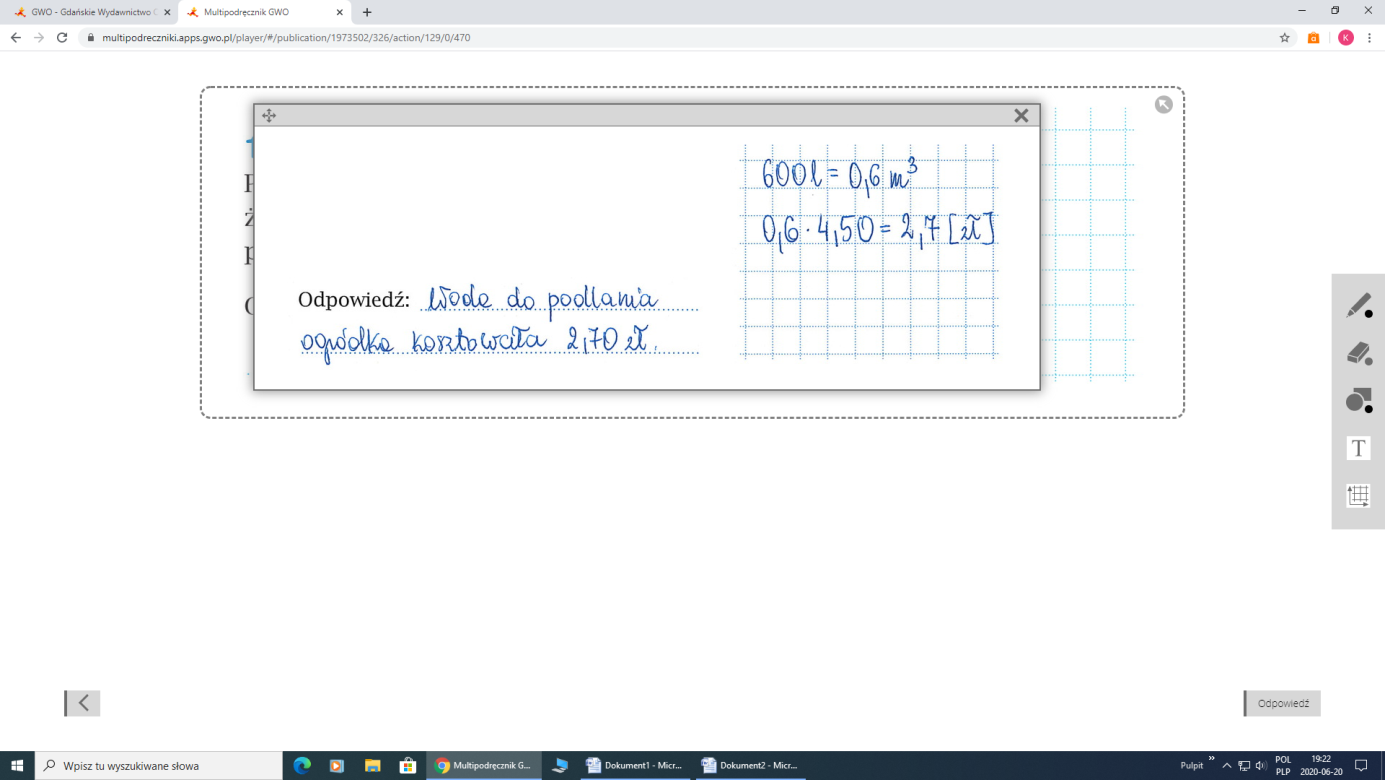 GWO - Gdańskie Wydawnictwo O
Multipodręcznik GWO
multipodreczniki.apps.gwo.pl/player/#/publication/1973502/326/action/129/0/470
600 l = 0,6 m³
0,6 · 4,50 = 2,7 [zł]
Odpowiedź: Woda do podlania
ogródka kosztowała 2,70 zł.
T
Odpowiedź
Wpisz tu wyszukiwane słowa
Multipodręcznik G...
Dokument1 - Micr...
Dokument2 - Micr...
Pulpit
POL
PLP
19:22
2020-06-20